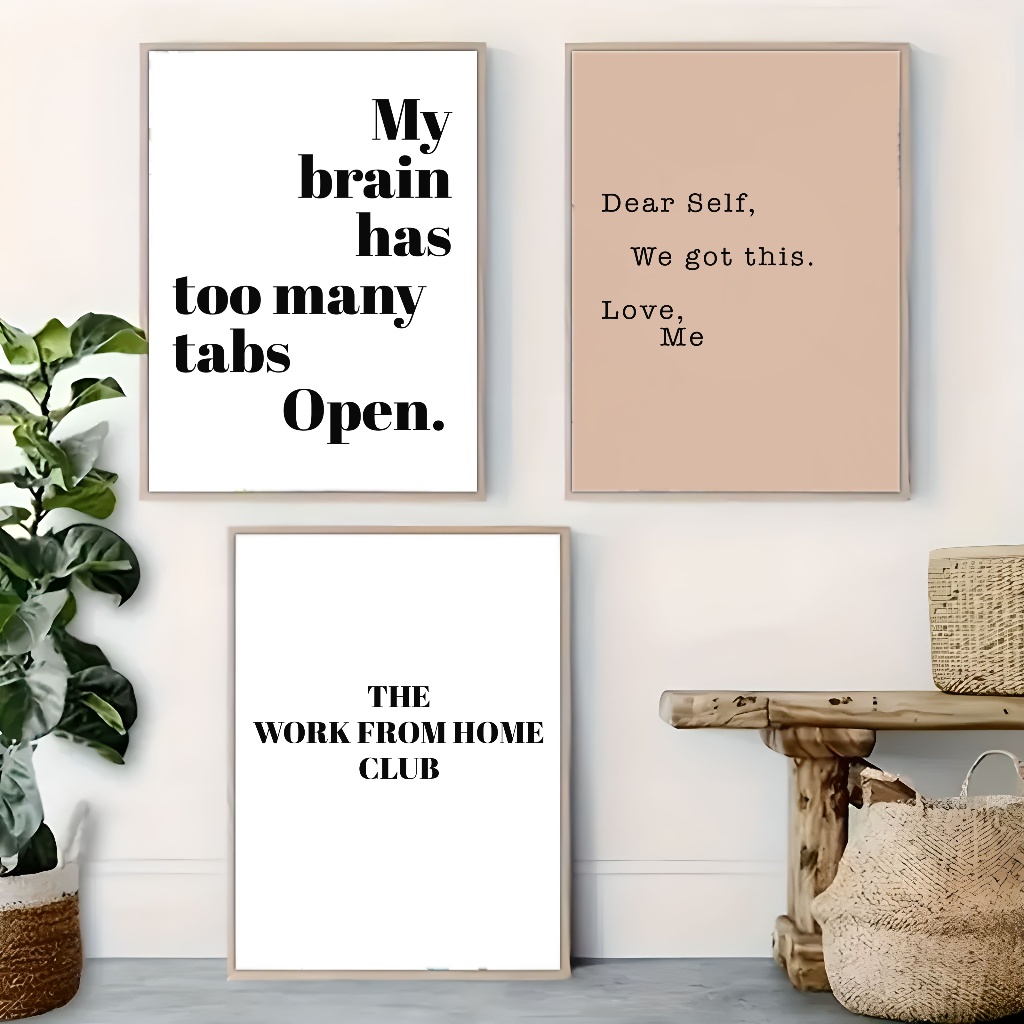 My
brain
has
too many
tabs
Open.
Dear Self,
We got this.
Love,
Me
THE
WORK FROM HOME
CLUB